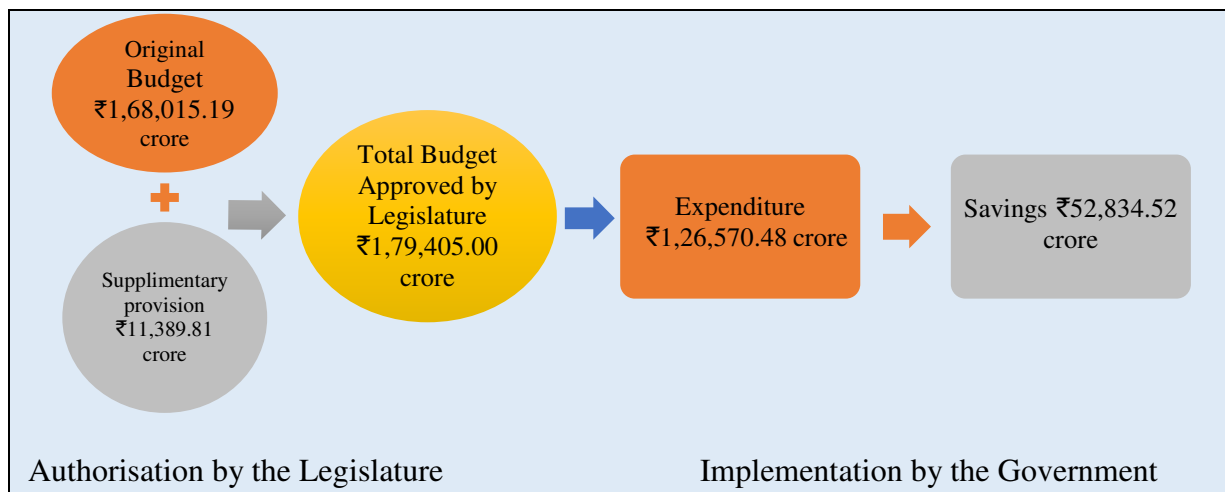 Original
Budget
₹1,68,015.19
crore
Supplimentary
provision
₹11,389.81
crore
Total Budget
Approved by
Legislature
₹1,79,405.00
crore
Expenditure
₹1,26,570.48 crore
Savings ₹52,834.52
crore
Authorisation by the Legislature
Implementation by the Government